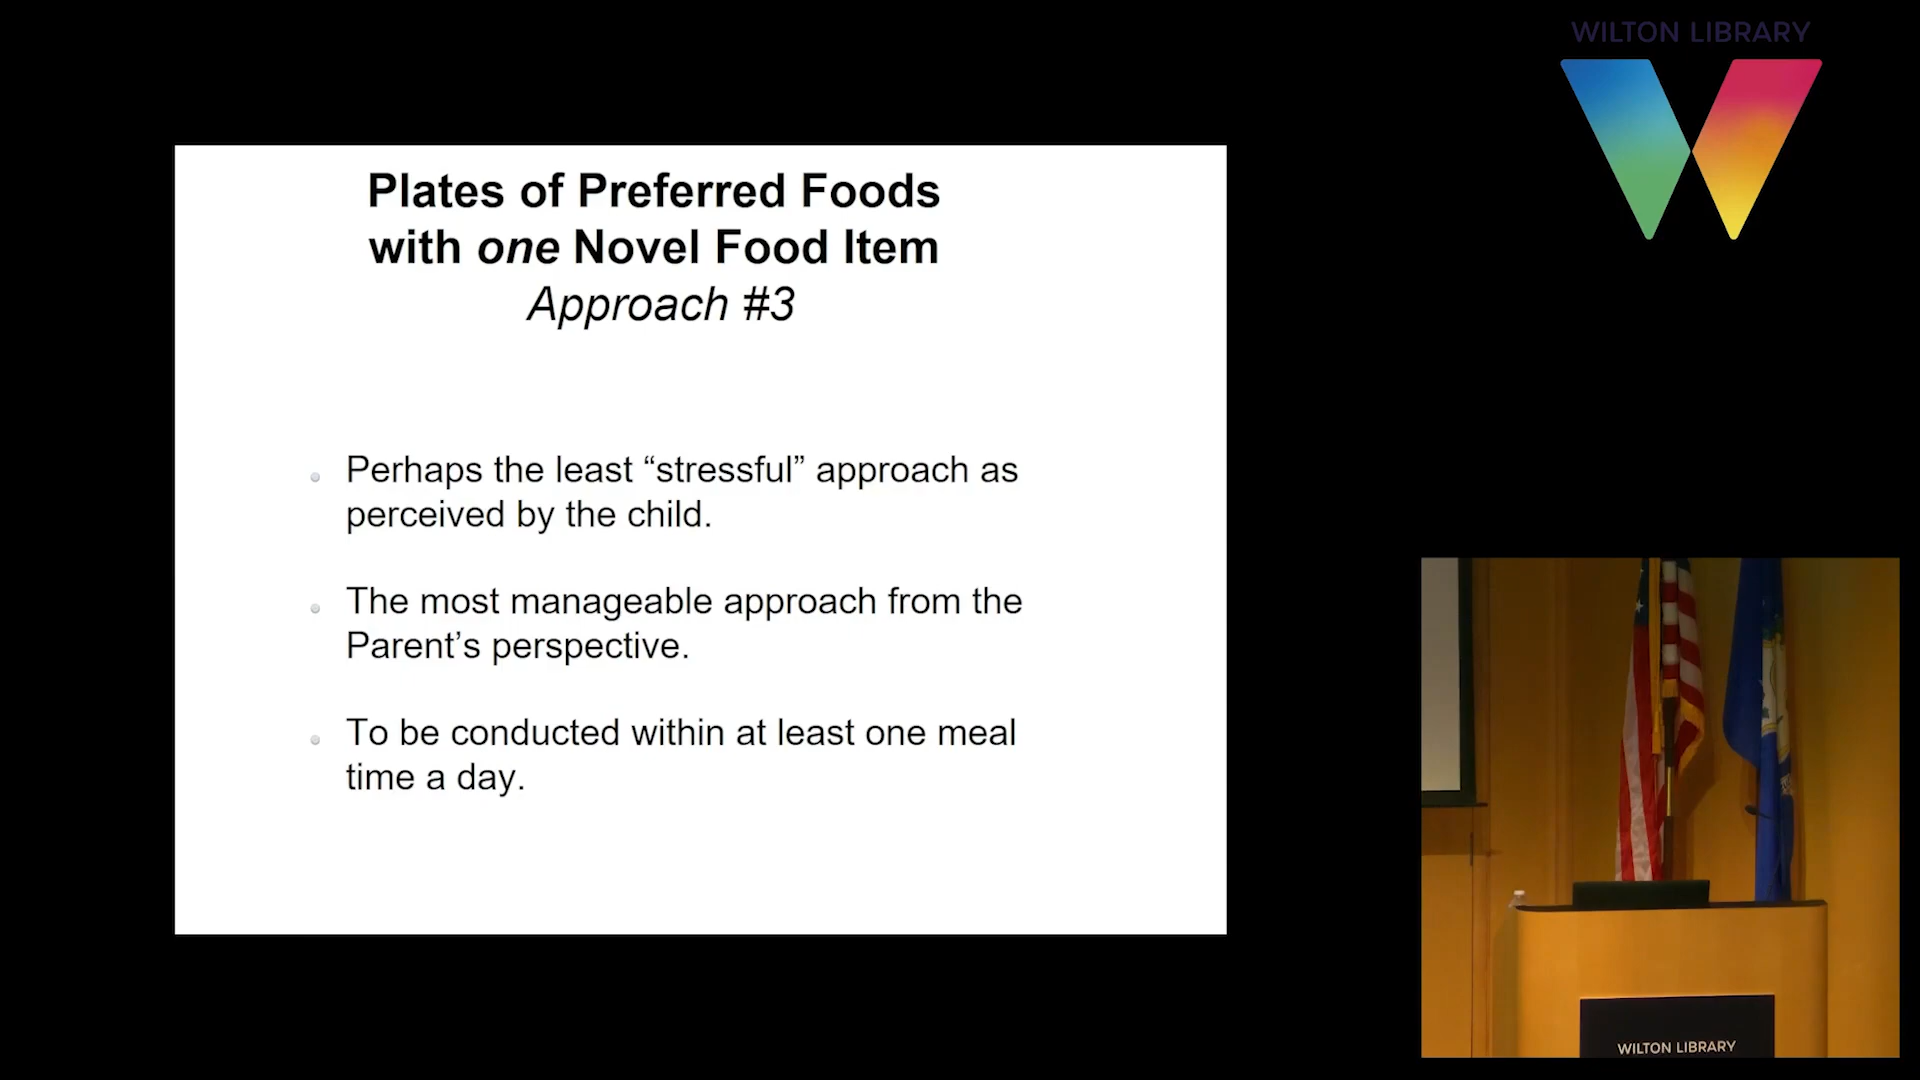 WILTON LIBRARY
Plates of Preferred Foods
with one Novel Food Item
Approach #3
Perhaps the least “stressful” approach as
perceived by the child.
The most manageable approach from the
Parent’s perspective.
To be conducted within at least one meal
time a day.
WILTON LIBRARY